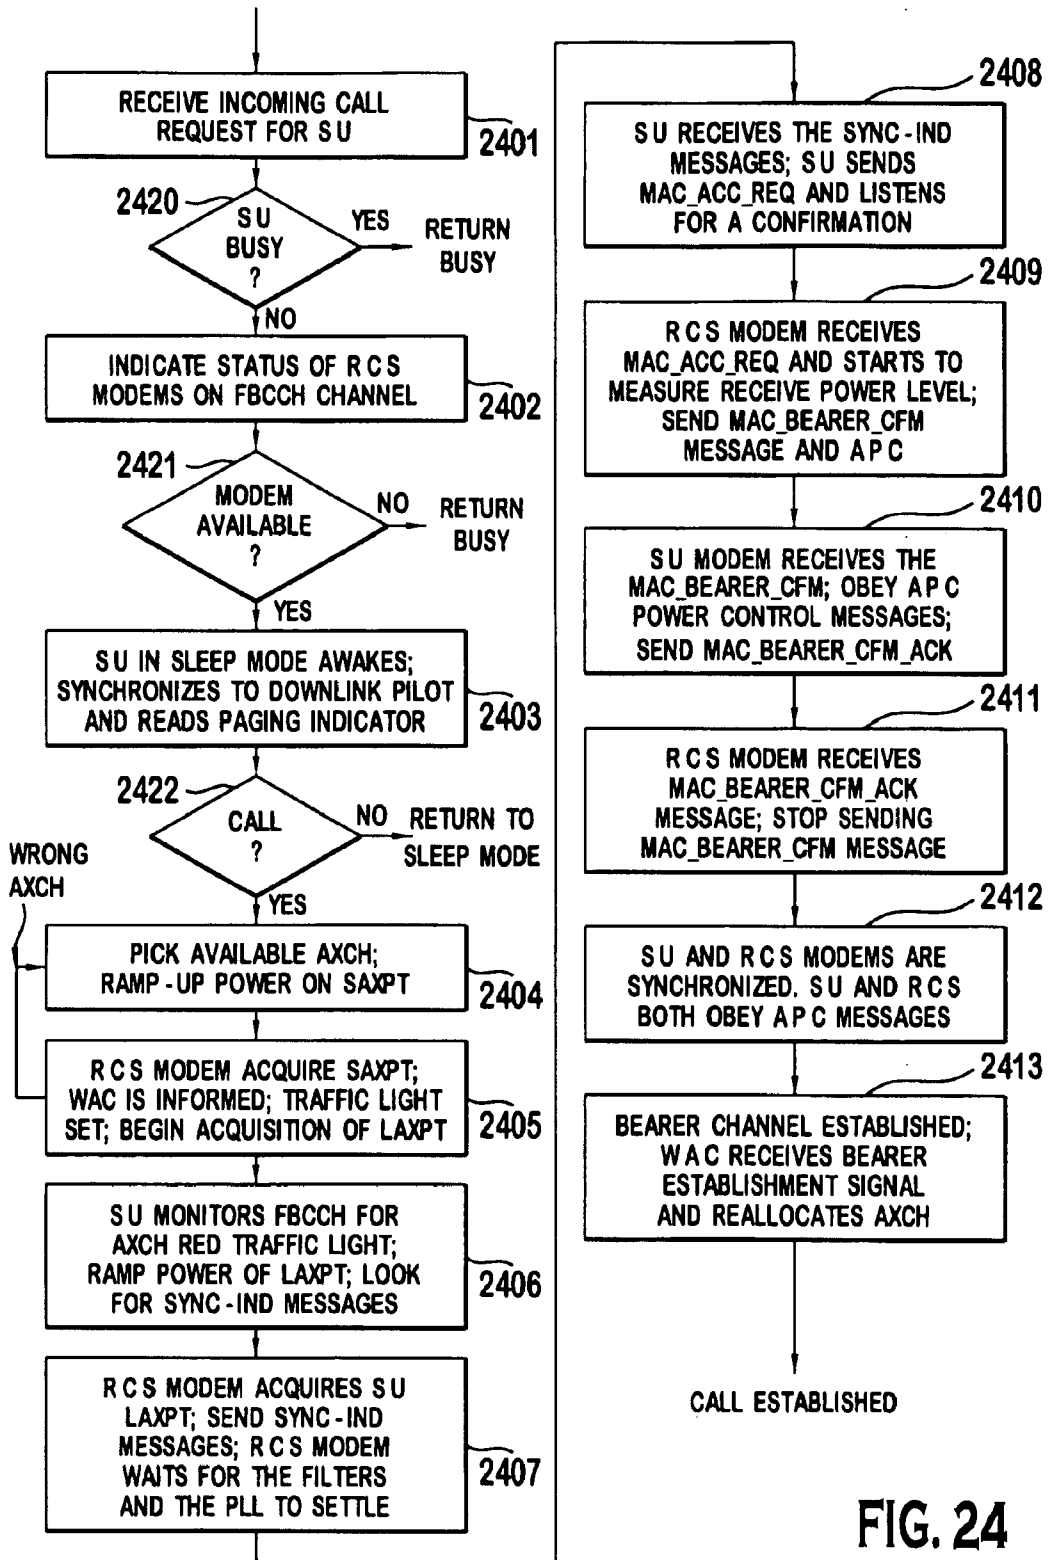 RECEIVE INCOMING CALL
REQUEST FOR SU
2401
2420
SU
BUSY
?
YES
RETURN
BUSY
NO
INDICATE STATUS OF RCS
MODEMS ON FBCCH CHANNEL
2402
2421
MODEM
AVAILABLE
?
NO
RETURN
BUSY
YES
SU IN SLEEP MODE AWAKES;
SYNCHRONIZES TO DOWNLINK PILOT
AND READS PAGING INDICATOR
2403
2422
CALL
?
NO
RETURN TO
SLEEP MODE
YES
WRONG
AXCH
PICK AVAILABLE AXCH;
RAMP-UP POWER ON SAXPT
2404
RCS MODEM ACQUIRE SAXPT;
WAC IS INFORMED; TRAFFIC LIGHT
SET; BEGIN ACQUISITION OF LAXPT
2405
SU MONITORS FBCCH FOR
AXCH RED TRAFFIC LIGHT;
RAMP POWER OF LAXPT; LOOK
FOR SYNC-IND MESSAGES
2406
RCS MODEM ACQUIRES SU
LAXPT; SEND SYNC-IND
MESSAGES; RCS MODEM
WAITS FOR THE FILTERS
AND THE PLL TO SETTLE
2407
2408
SU RECEIVES THE SYNC-IND
MESSAGES; SU SENDS
MAC_ACC_REQ AND LISTENS
FOR A CONFIRMATION
2409
RCS MODEM RECEIVES
MAC_ACC_REQ AND STARTS TO
MEASURE RECEIVE POWER LEVEL;
SEND MAC_BEARER_CFM
MESSAGE AND APC
2410
SU MODEM RECEIVES THE
MAC_BEARER_CFM; OBEY APC
POWER CONTROL MESSAGES;
SEND MAC_BEARER_CFM_ACK
2411
RCS MODEM RECEIVES
MAC_BEARER_CFM_ACK
MESSAGE; STOP SENDING
MAC_BEARER_CFM MESSAGE
2412
SU AND RCS MODEMS ARE
SYNCHRONIZED. SU AND RCS
BOTH OBEY APC MESSAGES
2413
BEARER CHANNEL ESTABLISHED;
WAC RECEIVES BEARER
ESTABLISHMENT SIGNAL
AND REALLOCATES AXCH
CALL ESTABLISHED
FIG. 24